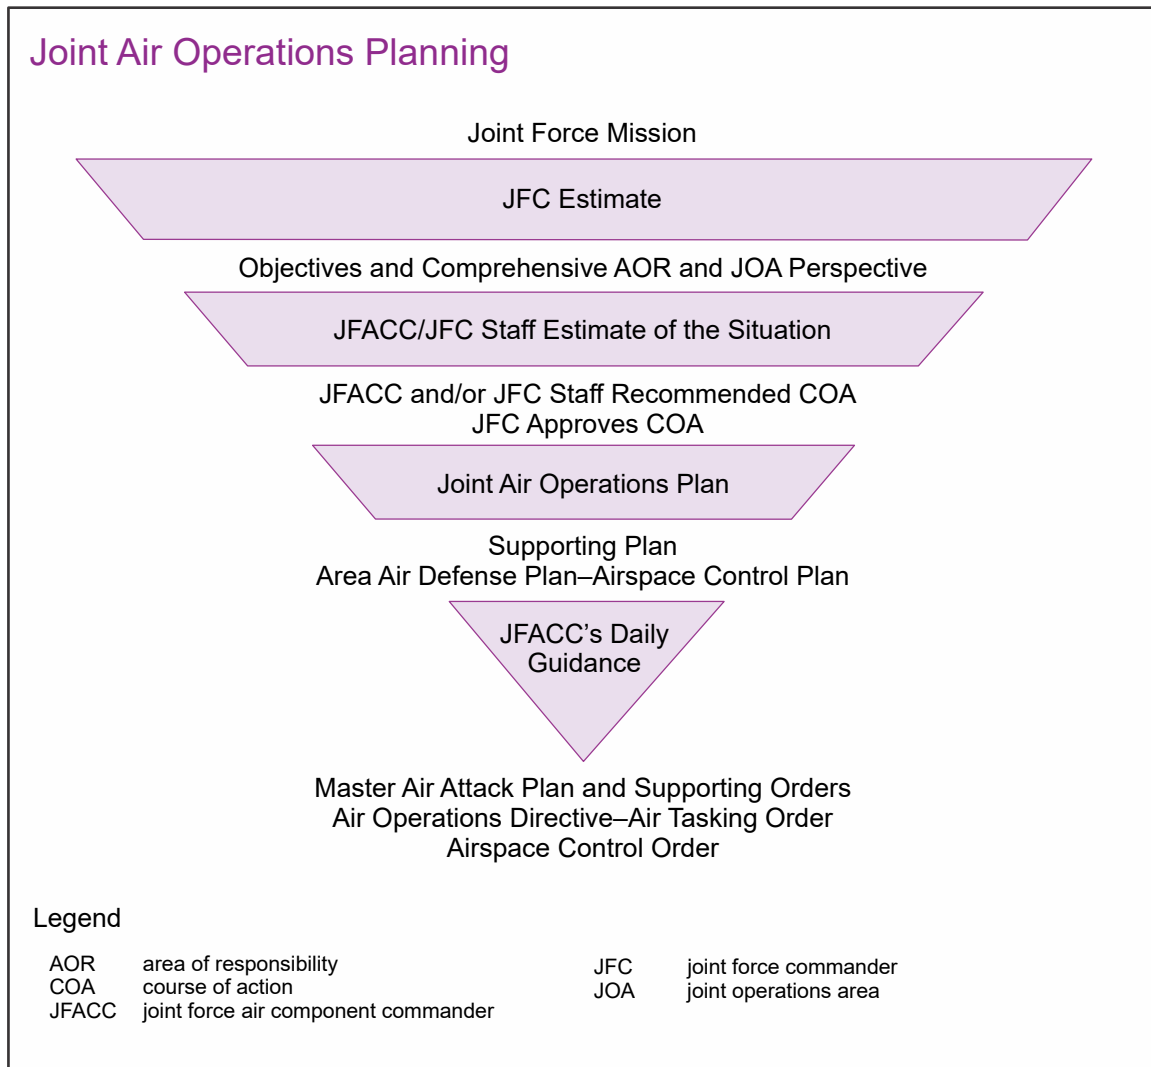 Joint Air Operations Planning
Joint Force Mission
JFC Estimate
Objectives and Comprehensive AOR and JOA Perspective
JFACC/JFC Staff Estimate of the Situation
JFACC and/or JFC Staff Recommended COA
JFC Approves COA
Joint Air Operations Plan
Supporting Plan
Area Air Defense Plan–Airspace Control Plan
JFACC’s Daily
Guidance
Master Air Attack Plan and Supporting Orders
Air Operations Directive–Air Tasking Order
Airspace Control Order
Legend
AOR area of responsibility
COA course of action
JFACC joint force air component commander
JFC joint force commander
JOA joint operations area